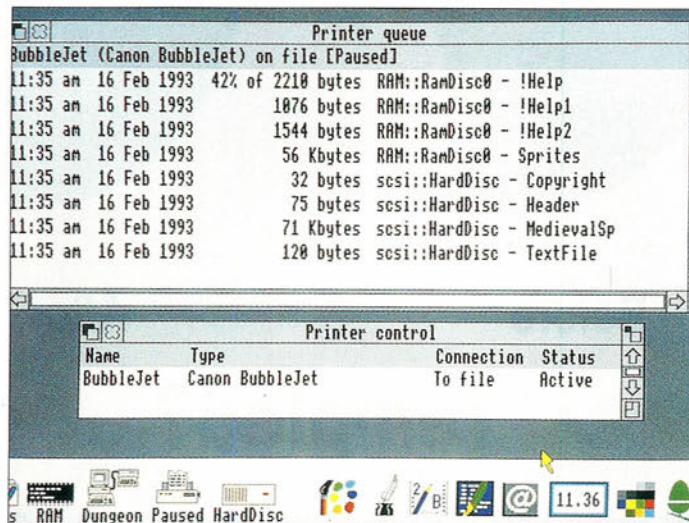 Printer queue
BubbleJet (Canon BubbleJet) on file [Paused]
11:35 am 16 Feb 1993 42% of 2210 bytes RAM::RamDisc0 - !Help
11:35 am 16 Feb 1993 1076 bytes RAM::RamDisc0 - !Help1
11:35 am 16 Feb 1993 1544 bytes RAM::RamDisc0 - !Help2
11:35 am 16 Feb 1993 56 Kbytes RAM::RamDisc0 - Sprites
11:35 am 16 Feb 1993 32 bytes scsi::HardDisc - Copyright
11:35 am 16 Feb 1993 75 bytes scsi::HardDisc - Header
11:35 am 16 Feb 1993 71 Kbytes scsi::HardDisc - MedievalSp
11:35 am 16 Feb 1993 120 bytes scsi::HardDisc - TextFile
Printer control
Name Type Connection Status
BubbleJet Canon BubbleJet To file Active
2 B @ 11.36
s RAM Dungeon Paused HardDisc